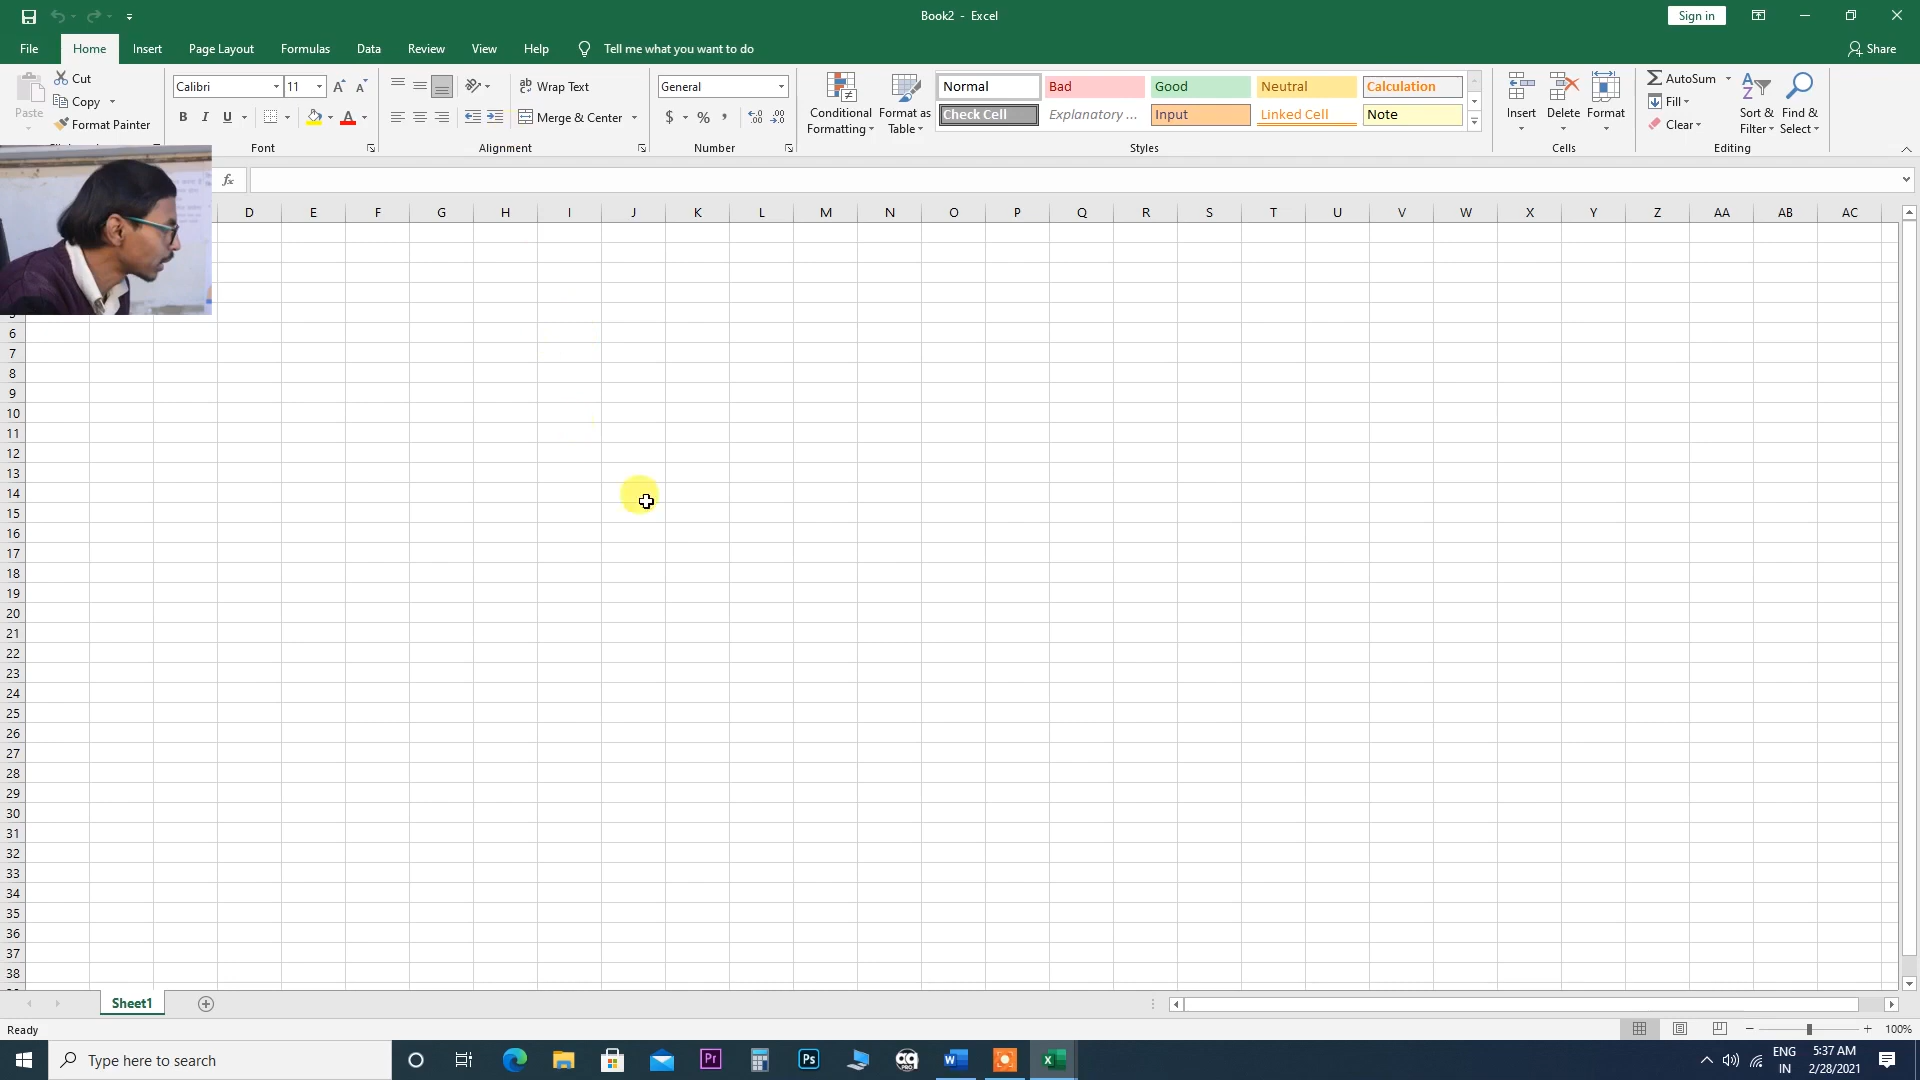 Book2 - Excel
Sign in
File Home Insert Page Layout Formulas Data Review View Help Tell me what you want to do Share
Paste
Cut
Copy
Format Painter
Calibri 11
B I U
Font
ab Wrap Text
Merge & Center
Alignment
General
$ % ,
Number
Conditional Formatting
Format as Table
Normal Bad Good Neutral Calculation
Check Cell Explanatory ... Input Linked Cell Note
Styles
Insert Delete Format
Cells
AutoSum
Fill
Clear
Sort & Filter
Find & Select
Editing
fx
D E F G H I J K L M N O P Q R S T U V W X Y Z AA AB AC
6
7
8
9
10
11
12
13
14
15
16
17
18
19
20
21
22
23
24
25
26
27
28
29
30
31
32
33
34
35
36
37
38
Sheet1
Ready
100%
Type here to search
Pr
Ps
ENG
IN
5:37 AM
2/28/2021